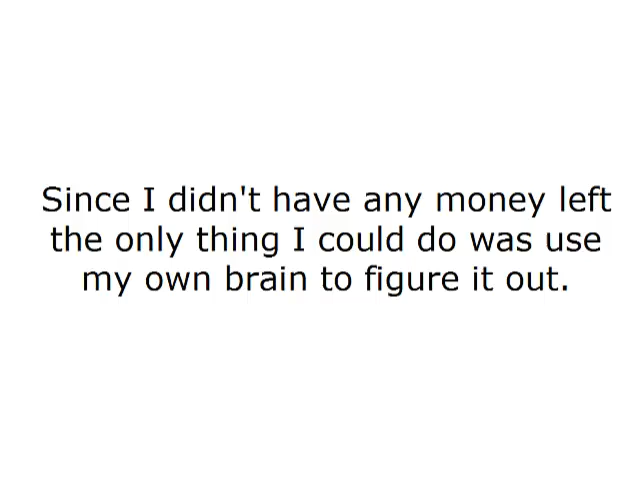 Since I didn't have any money left
the only thing I could do was use
my own brain to figure it out.